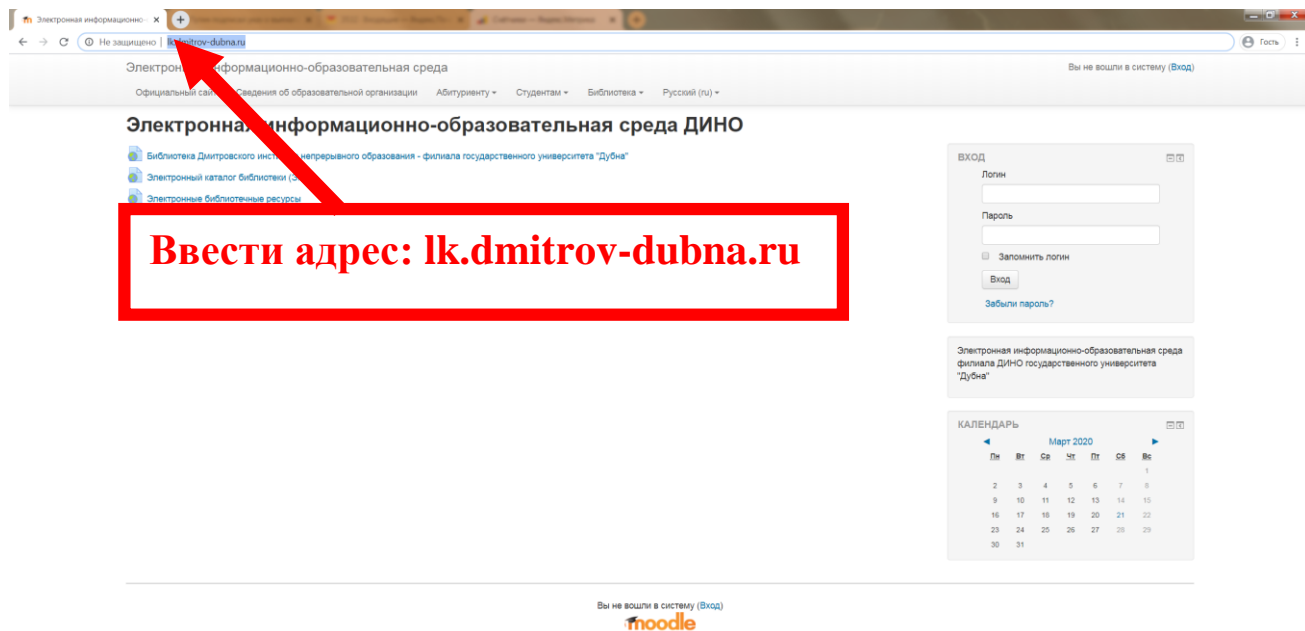 Электронная информационно-
Не защищено | lk.dmitrov-dubna.ru
Гость
Электронная информационно-образовательная среда
Вы не вошли в систему (Вход)
Официальный сайт Сведения об образовательной организации Абитуриенту Студентам Библиотека Русский (ru)
Электронная информационно-образовательная среда ДИНО
Библиотека Дмитровского института непрерывного образования - филиала государственного университета "Дубна"
Электронный каталог библиотеки
Электронные библиотечные ресурсы
Ввести адрес: lk.dmitrov-dubna.ru
ВХОД
Логин
Пароль
Запомнить логин
Вход
Забыли пароль?
Электронная информационно-образовательная среда
филиала ДИНО государственного университета
"Дубна"
КАЛЕНДАРЬ
Март 2020
Пн Вт Ср Чт Пт Сб Вс
1
2 3 4 5 6 7 8
9 10 11 12 13 14 15
16 17 18 19 20 21 22
23 24 25 26 27 28 29
30 31
Вы не вошли в систему (Вход)
moodle